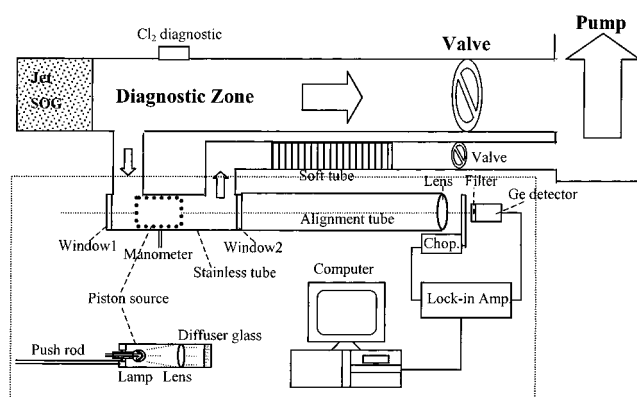 Pump
Cl₂ diagnostic
Valve
Jet
SOG
Diagnostic Zone
Valve
Soft tube
Lens
Filter
Ge detector
Alignment tube
Window1
Manometer
Window2
Stainless tube
Chop.
Computer
Piston source
Lock-in Amp.
Diffuser glass
Push rod
Lamp
Lens